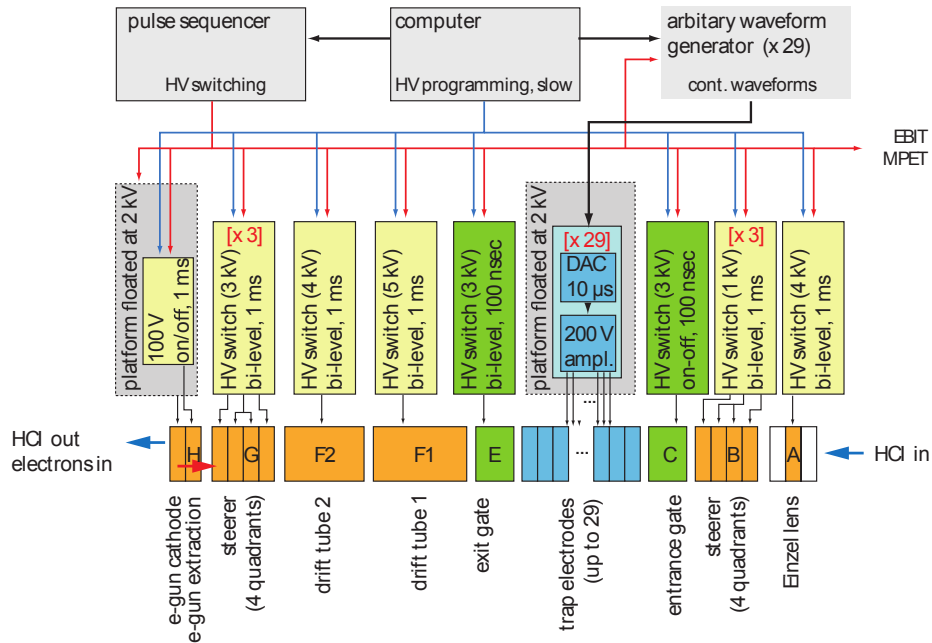 pulse sequencer
HV switching
computer
HV programming, slow
arbitary waveform
generator (x 29)
cont. waveforms
EBIT
MPET
platform floated at 2 kV
100 V
on/off, 1 ms
[x 3]
HV switch (3 kV)
bi-level, 1 ms
HV switch (4 kV)
bi-level, 1 ms
HV switch (5 kV)
bi-level, 1 ms
HV switch (3 kV)
bi-level, 100 nsec
platform floated at 2 kV
[x 29]
DAC
10 µs
200 V
ampl.
...
HV switch (3 kV)
on-off, 100 nsec
[x 3]
HV switch (1 kV)
bi-level, 1 ms
HV switch (4 kV)
bi-level, 1 ms
HCI out
electrons in
H
G
F2
F1
E
...
C
B
A
HCI in
e-gun cathode
e-gun extraction
steerer
(4 quadrants)
drift tube 2
drift tube 1
exit gate
trap electrodes
(up to 29)
entrance gate
steerer
(4 quadrants)
Einzel lens